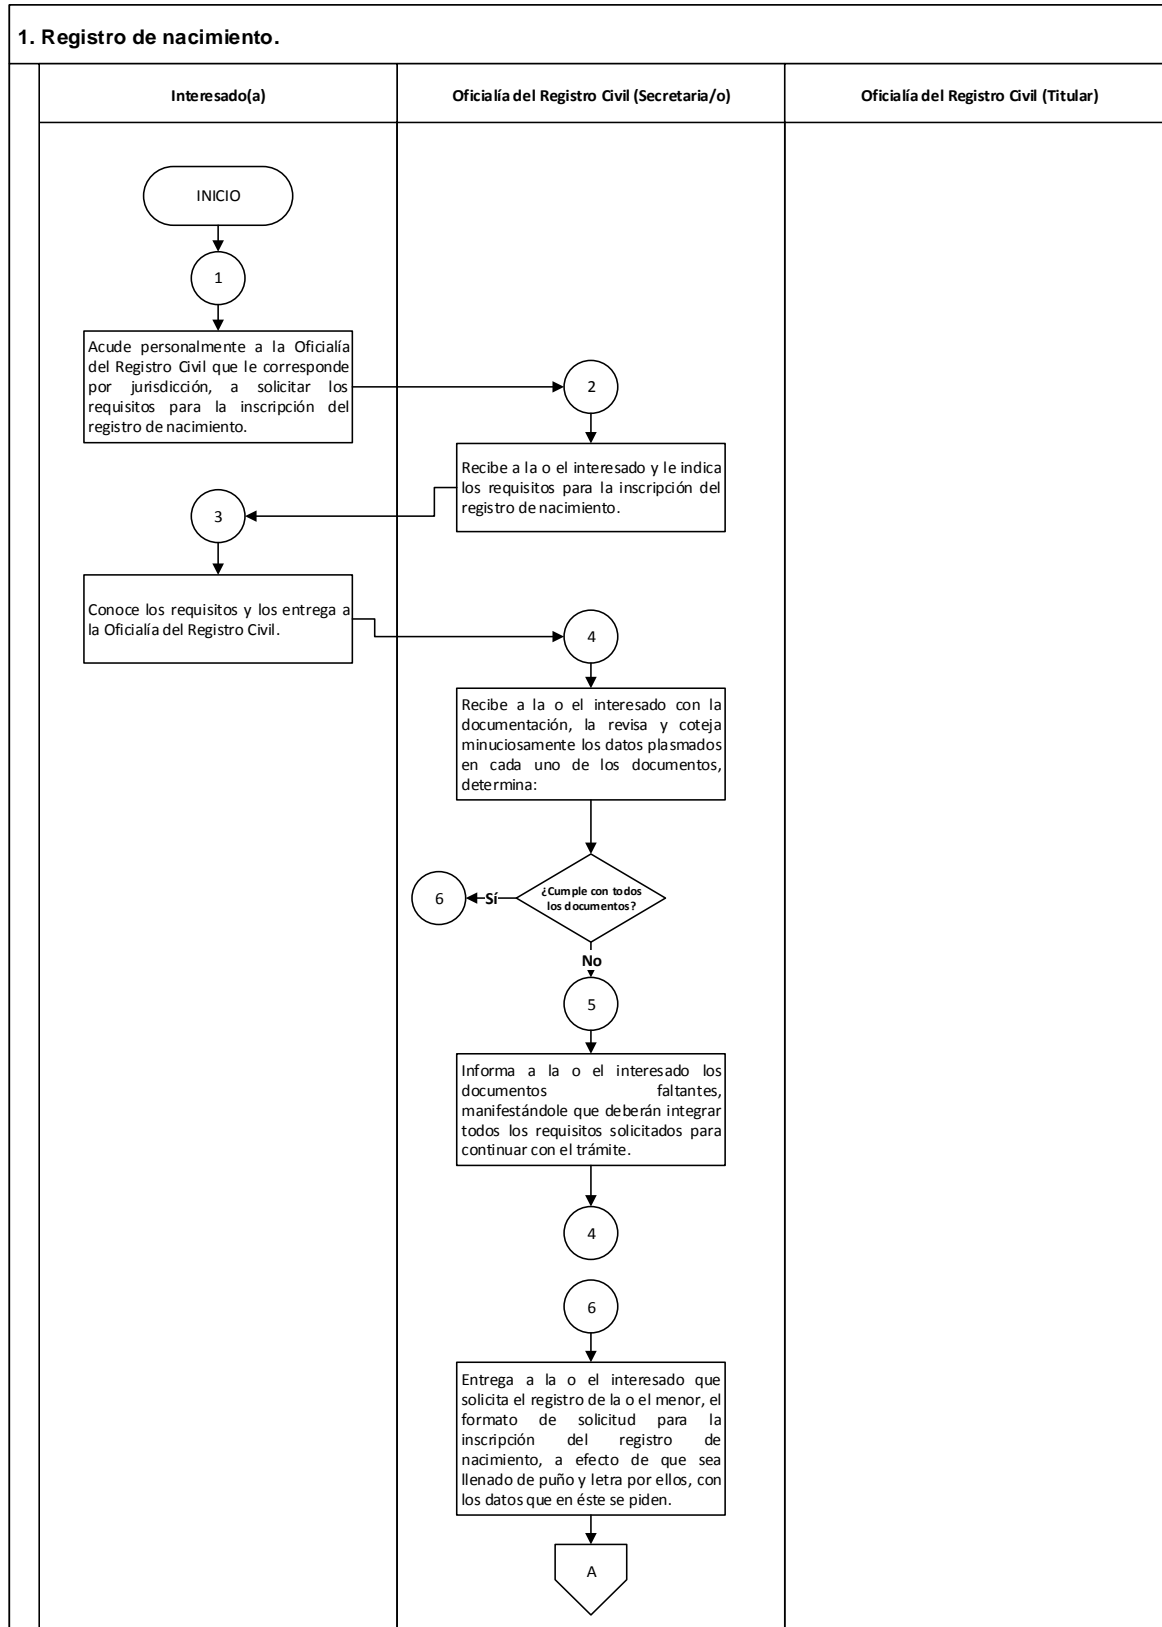 1. Registro de nacimiento.
Interesado(a)
Oficialía del Registro Civil (Secretaria/o)
Oficialía del Registro Civil (Titular)
INICIO
1
Acude personalmente a la Oficialía
del Registro Civil que le corresponde
por jurisdicción, a solicitar los
requisitos para la inscripción del
registro de nacimiento.
2
Recibe a la o el interesado y le indica
los requisitos para la inscripción del
registro de nacimiento.
3
Conoce los requisitos y los entrega a
la Oficialía del Registro Civil.
4
Recibe a la o el interesado con la
documentación, la revisa y coteja
minuciosamente los datos plasmados
en cada uno de los documentos,
determina:
¿Cumple con todos
los documentos?
Sí
6
No
5
Informa a la o el interesado los
documentos faltantes,
manifestándole que deberán integrar
todos los requisitos solicitados para
continuar con el trámite.
4
6
Entrega a la o el interesado que
solicita el registro de la o el menor, el
formato de solicitud para la
inscripción del registro de
nacimiento, a efecto de que sea
llenado de puño y letra por ellos, con
los datos que en éste se piden.
A